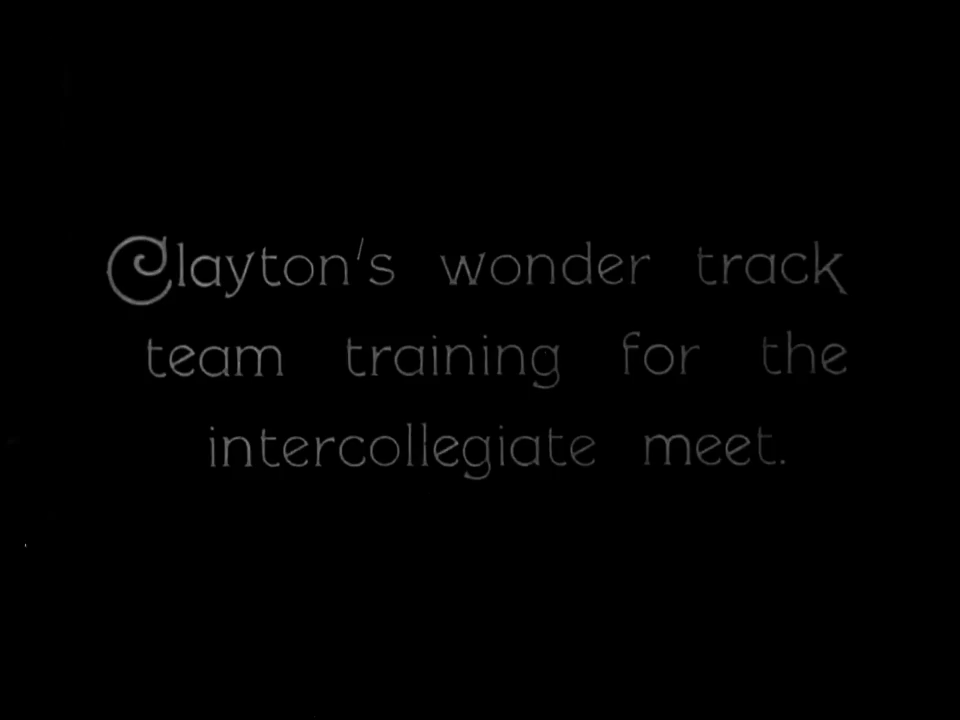 Clayton's wonder track
team training for the
intercollegiate meet.